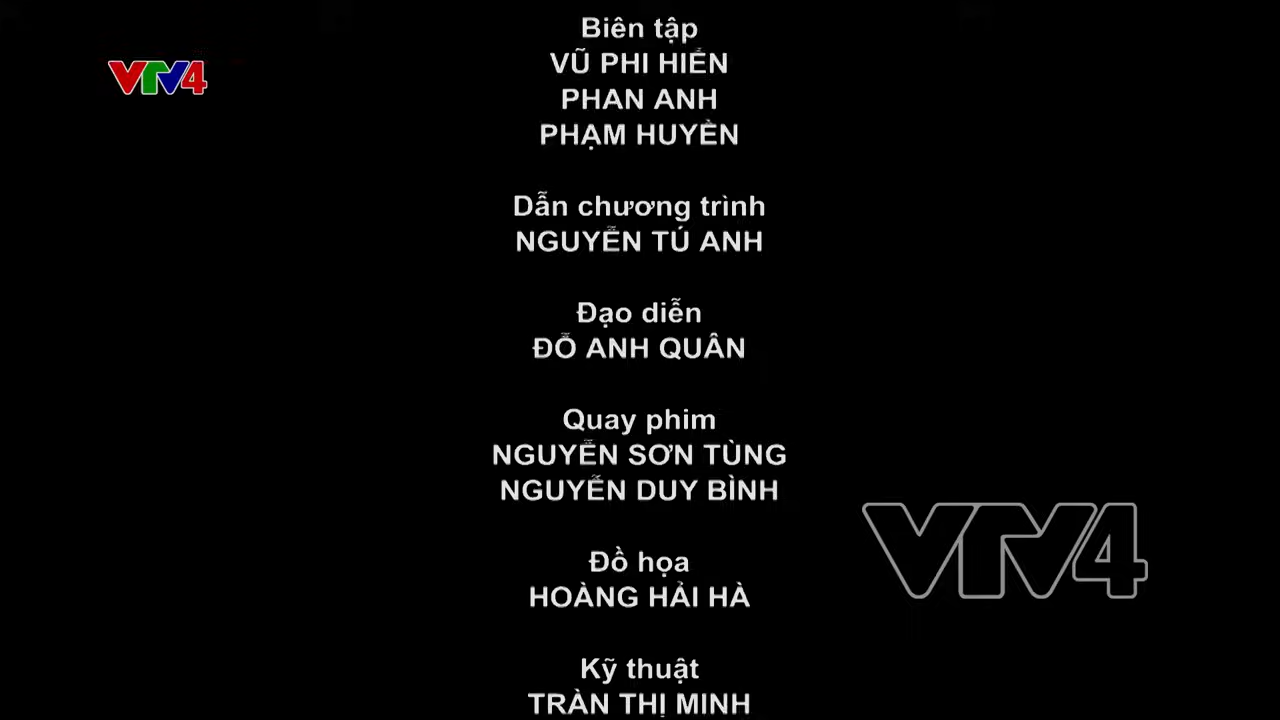 Biên tập
VŨ PHI HIỂN
PHAN ANH
PHẠM HUYỀN
VTV4
Dẫn chương trình
NGUYỄN TÚ ANH
Đạo diễn
ĐỖ ANH QUÂN
Quay phim
NGUYỄN SƠN TÙNG
NGUYỄN DUY BÌNH
VTV4
Đồ họa
HOÀNG HẢI HÀ
Kỹ thuật
TRẦN THỊ MINH